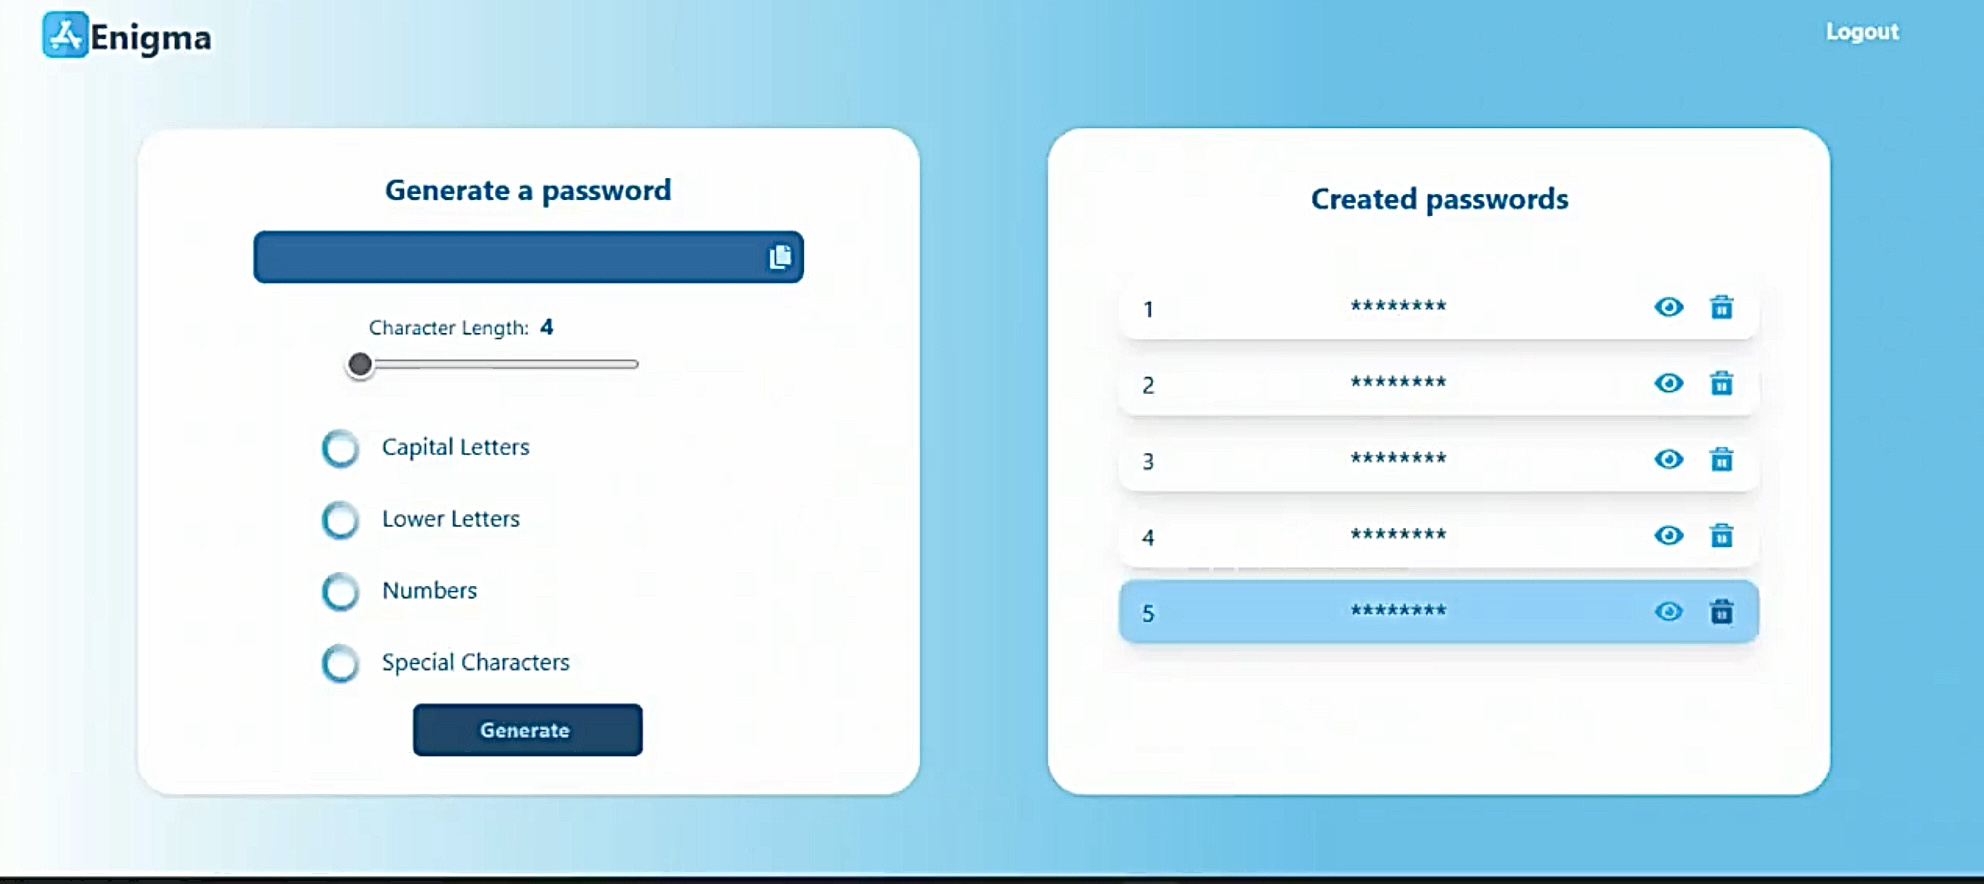 Enigma
Logout
Generate a password
Character Length: 4
Capital Letters
Lower Letters
Numbers
Special Characters
Generate
Created passwords
1 ********
2 ********
3 ********
4 ********
5 ********